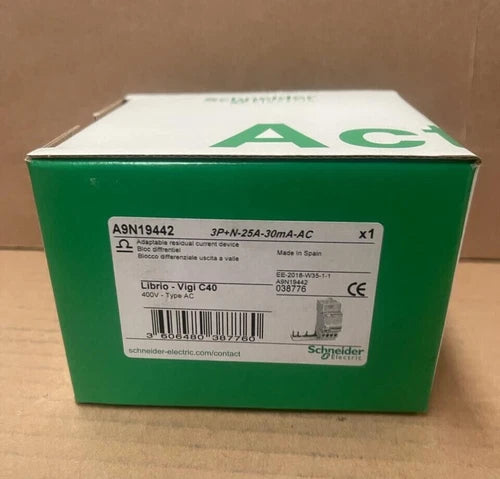 Schneider
Electric
Act
A9N19442 3P+N-25A-30mA-AC x1
Adaptable residual current device
Bloc diffrentiel
Blocco differenziale uscita a valle
Made in Spain
EE-2018-W35-1-1
A9N19442
038776
CE
Librio - Vigi C40
400V - Type AC
3 606480 387760
schneider-electric.com/contact
Schneider
Electric